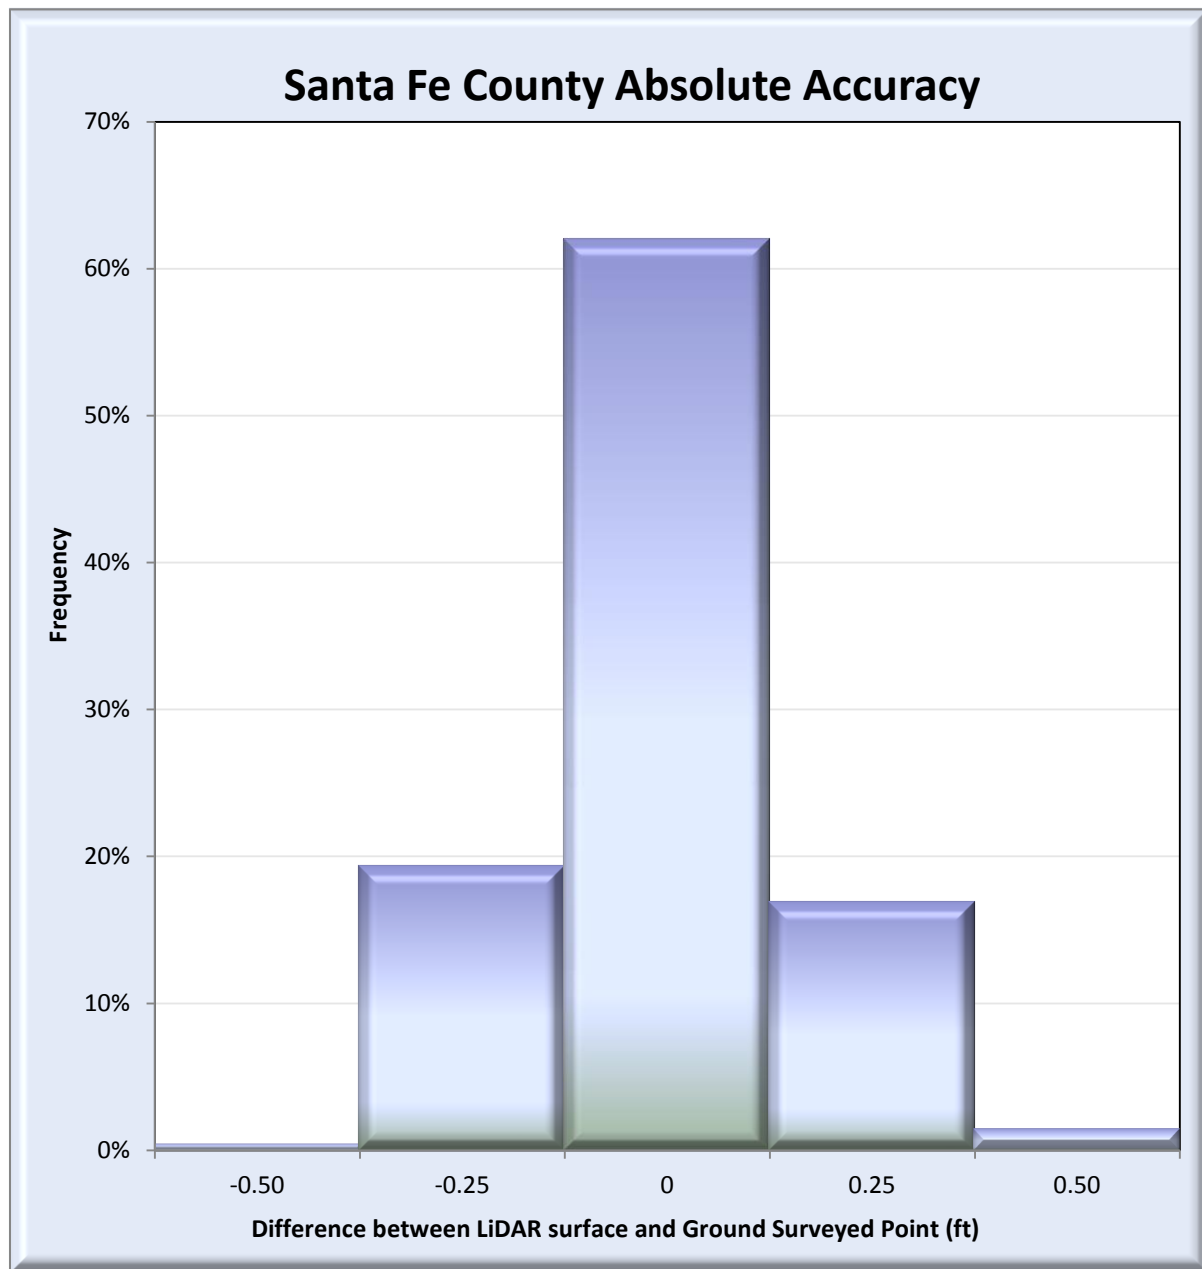 Santa Fe County Absolute Accuracy
70%
60%
50%
40%
30%
20%
10%
0%
Frequency
-0.50 -0.25 0 0.25 0.50
Difference between LiDAR surface and Ground Surveyed Point (ft)